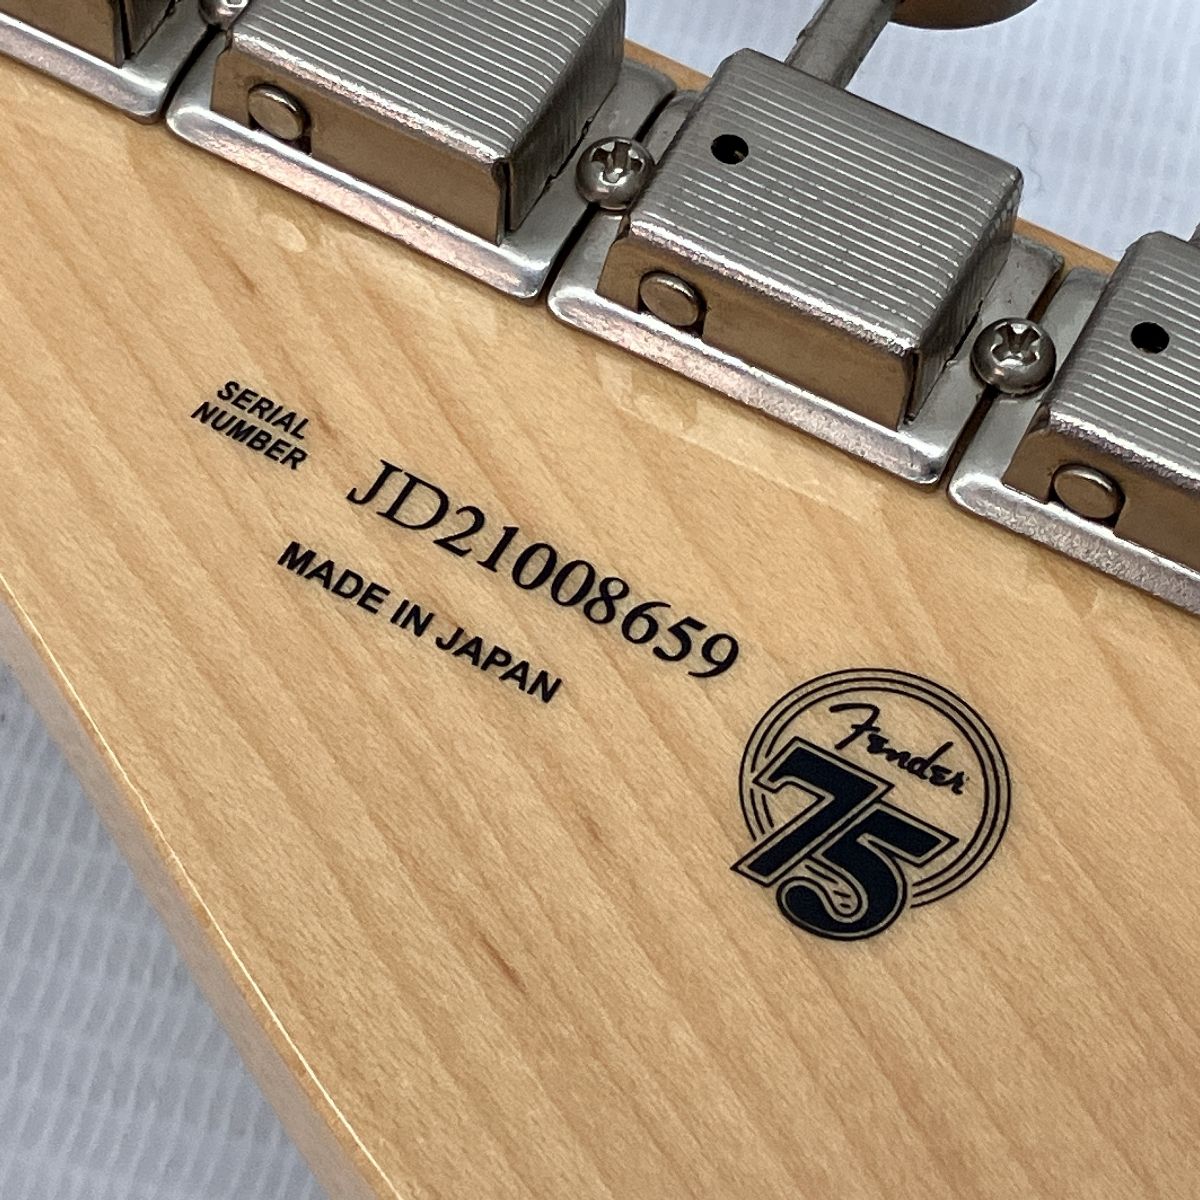 SERIAL
NUMBER
JD21008659
MADE IN JAPAN
Fender
75